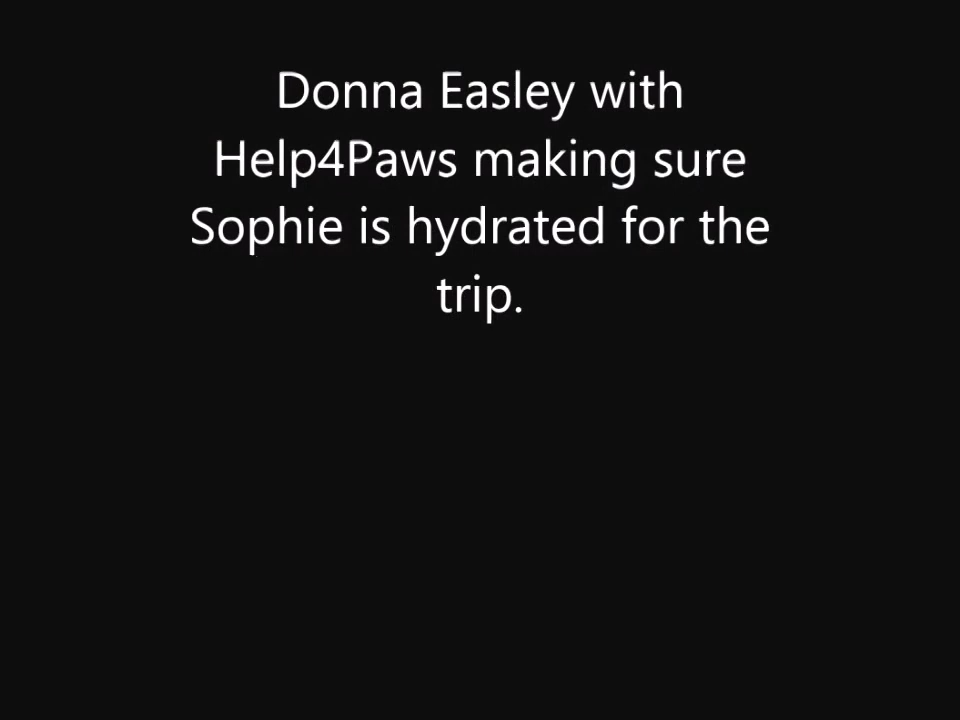 Donna Easley with
Help4Paws making sure
Sophie is hydrated for the
trip.